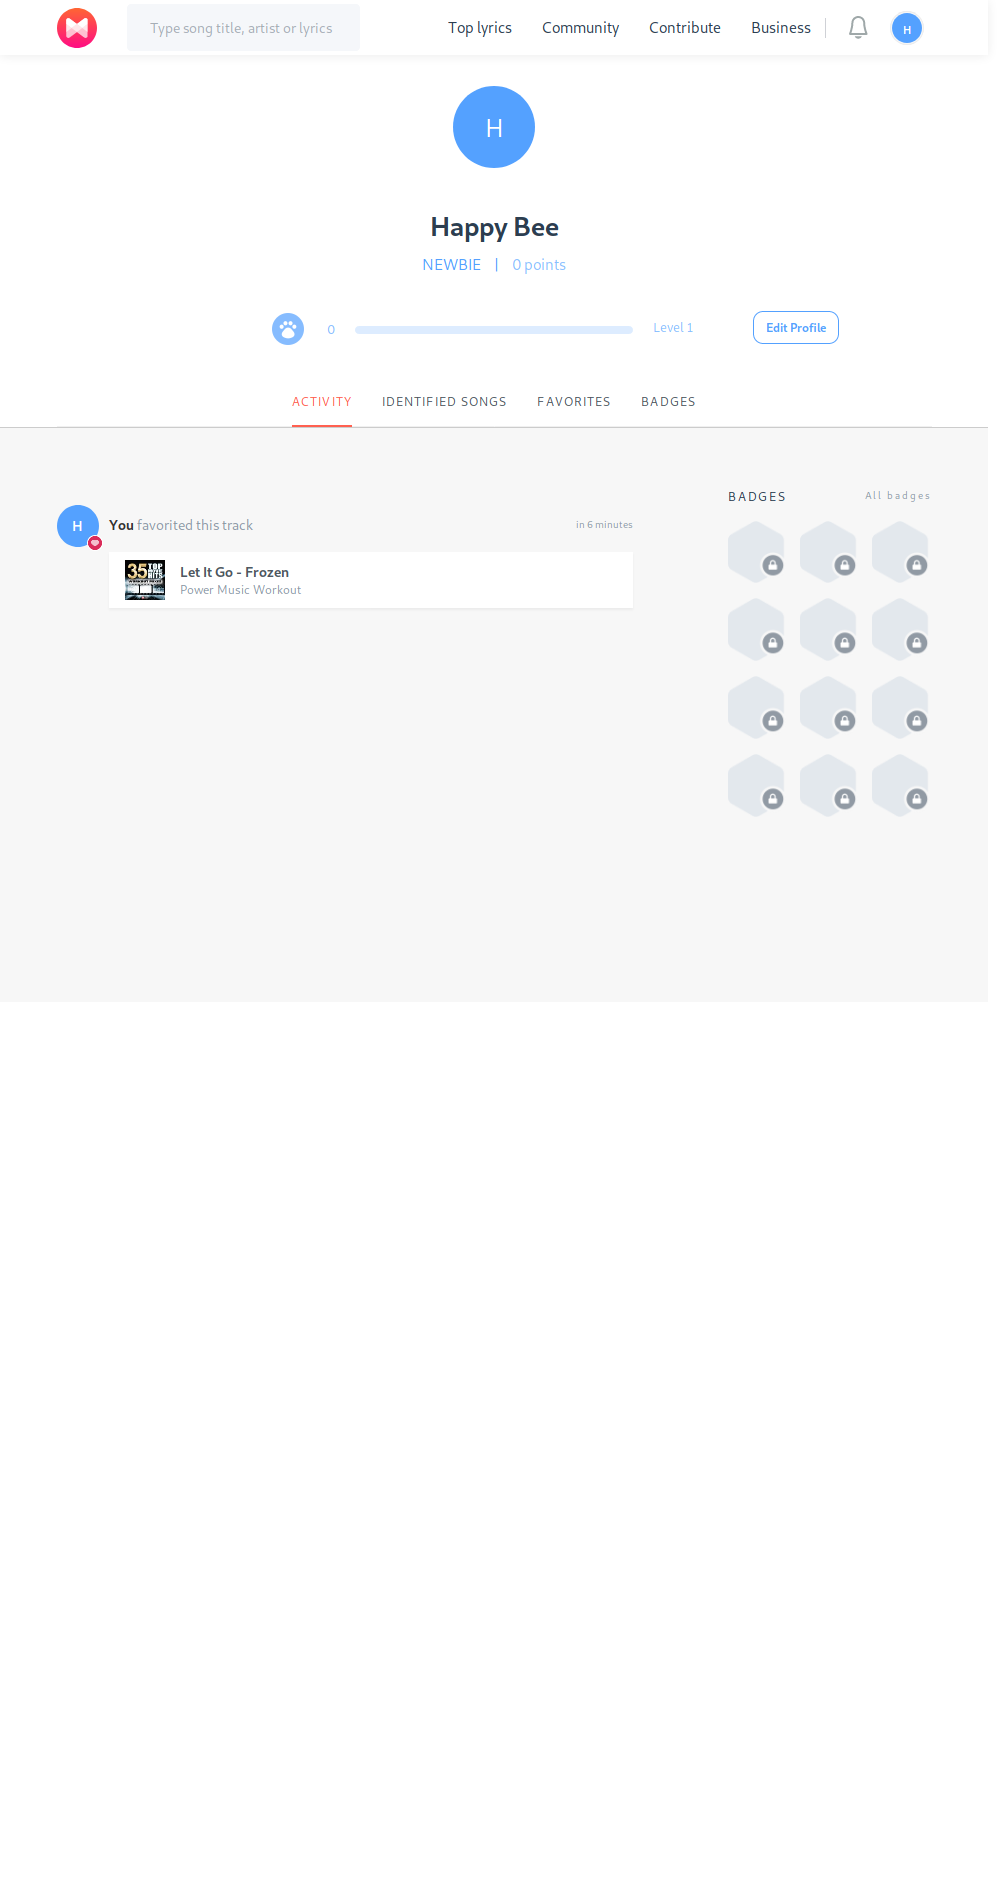 Type song title, artist or lyrics
Top lyrics
Community
Contribute
Business
H
H
Happy Bee
NEWBIE | 0 points
0
Level 1
Edit Profile
ACTIVITY
IDENTIFIED SONGS
FAVORITES
BADGES
H
You favorited this track
in 6 minutes
35 TOP
HITS
Let It Go - Frozen
Power Music Workout
BADGES
All badges